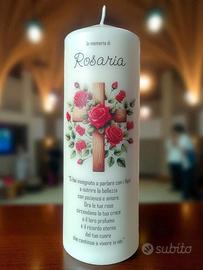 In memoria di
Rosaria
Ci hai insegnato a parlare con i fiori
a nutrire la bellezza
con pazienza e amore.
Ora le tue rose
circondano la tua croce
e il loro profumo
è il ricordo eterno
del tuo cuore
che continua a vivere in noi.
subito